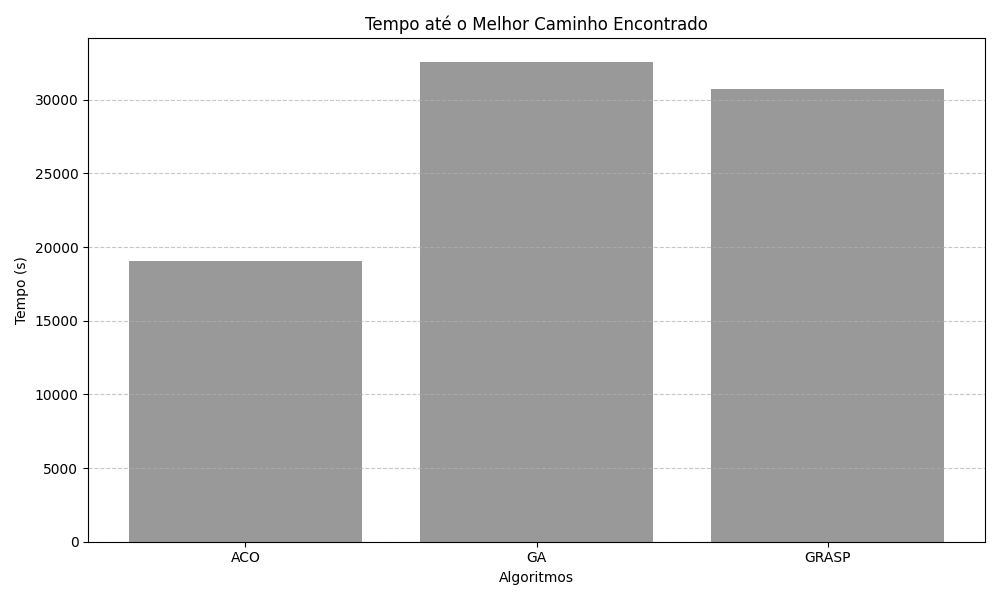 Tempo até o Melhor Caminho Encontrado
Tempo (s)
30000
25000
20000
15000
10000
5000
0
ACO
GA
GRASP
Algoritmos